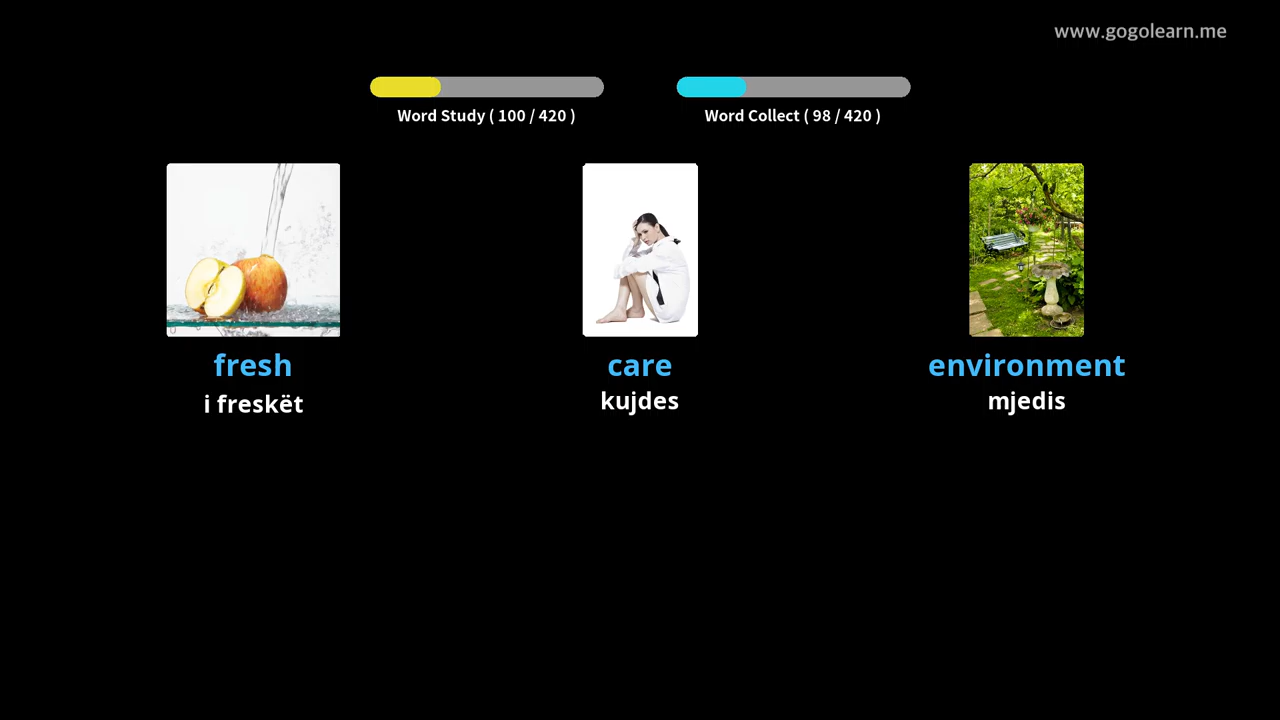 www.gogolearn.me
Word Study ( 100 / 420 )
Word Collect ( 98 / 420 )
fresh
i freskët
care
kujdes
environment
mjedis